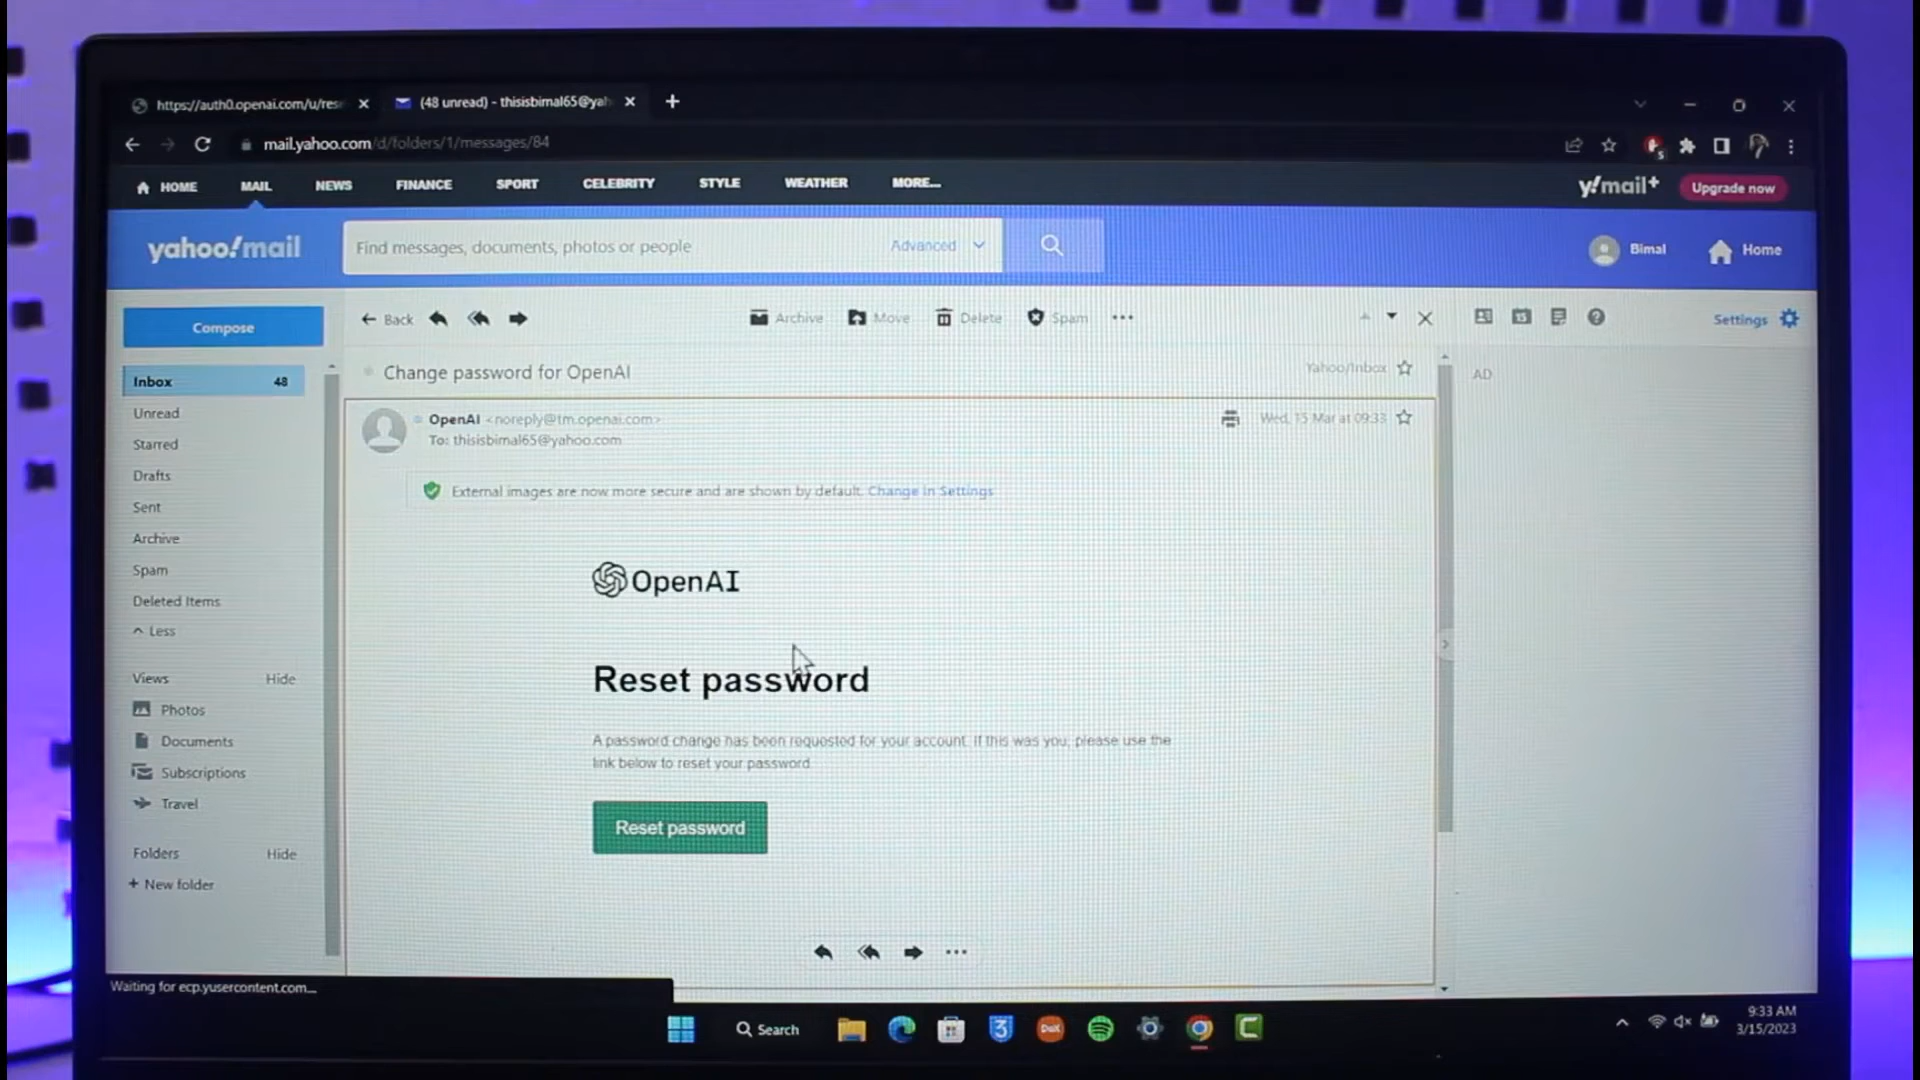 https://auth0.openai.com/u/rese
(48 unread) - thisisbimal65@yah
mail.yahoo.com/d/folders/1/messages/84
HOME MAIL NEWS FINANCE SPORT CELEBRITY STYLE WEATHER MORE...
y!mail+ Upgrade now
yahoo!mail
Find messages, documents, photos or people Advanced
Bimal Home
Compose
Back Archive Move Delete Spam ...
Settings
Inbox 48
Unread
Starred
Drafts
Sent
Archive
Spam
Deleted Items
Less
Views Hide
Photos
Documents
Subscriptions
Travel
Folders Hide
+ New folder
Change password for OpenAI
Yahoo/Inbox
AD
OpenAI <noreply@tm.openai.com>
Wed, 15 Mar at 09:33
To: thisisbimal65@yahoo.com
External images are now more secure and are shown by default. Change in Settings
OpenAI
Reset password
A password change has been requested for your account. If this was you, please use the
link below to reset your password.
Reset password
Waiting for ecp.yusercontent.com...
Search
9:33 AM
3/15/2023